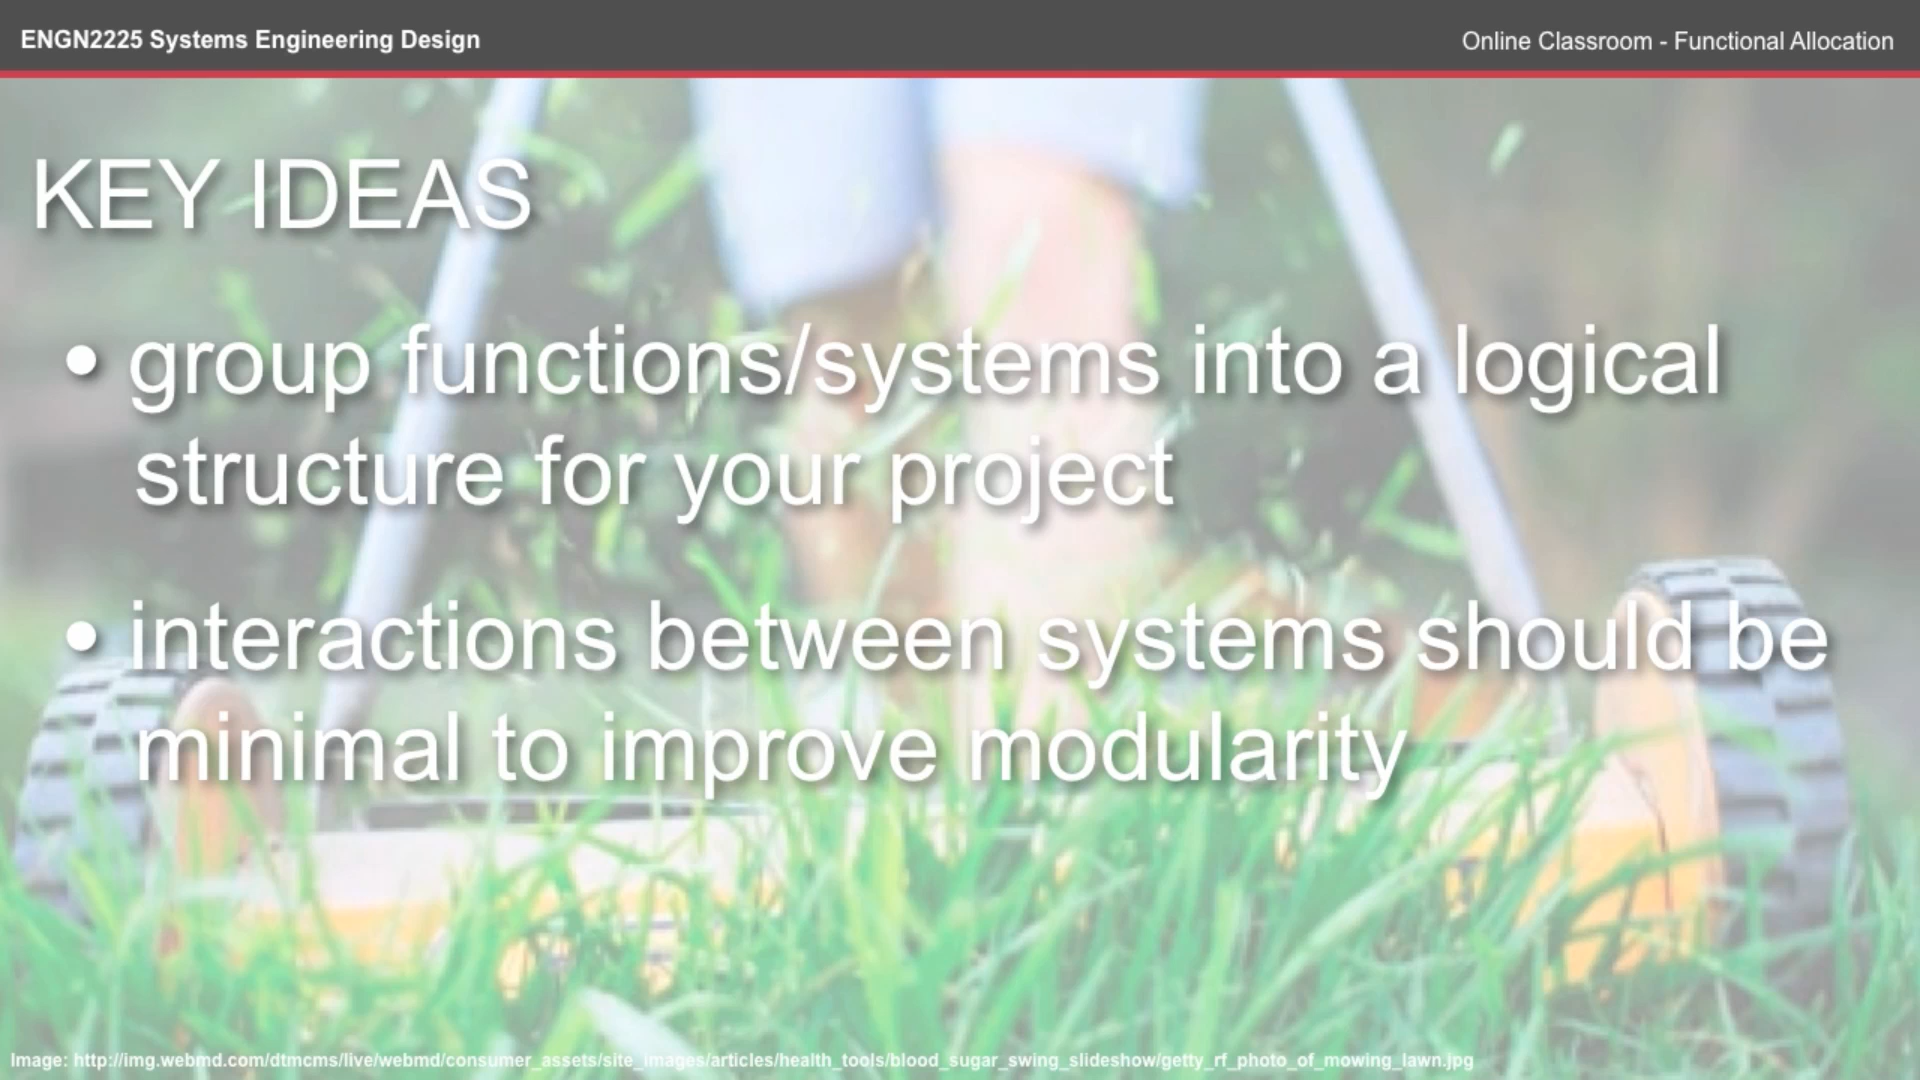 ENGN2225 Systems Engineering Design
Online Classroom - Functional Allocation
KEY IDEAS
• group functions/systems into a logical
structure for your project
• interactions between systems should be
minimal to improve modularity
Image: http://img.webmd.com/dtmcms/live/webmd/consumer_assets/site_images/articles/health_tools/blood_sugar_swing_slideshow/getty_rf_photo_of_mowing_lawn.jpg